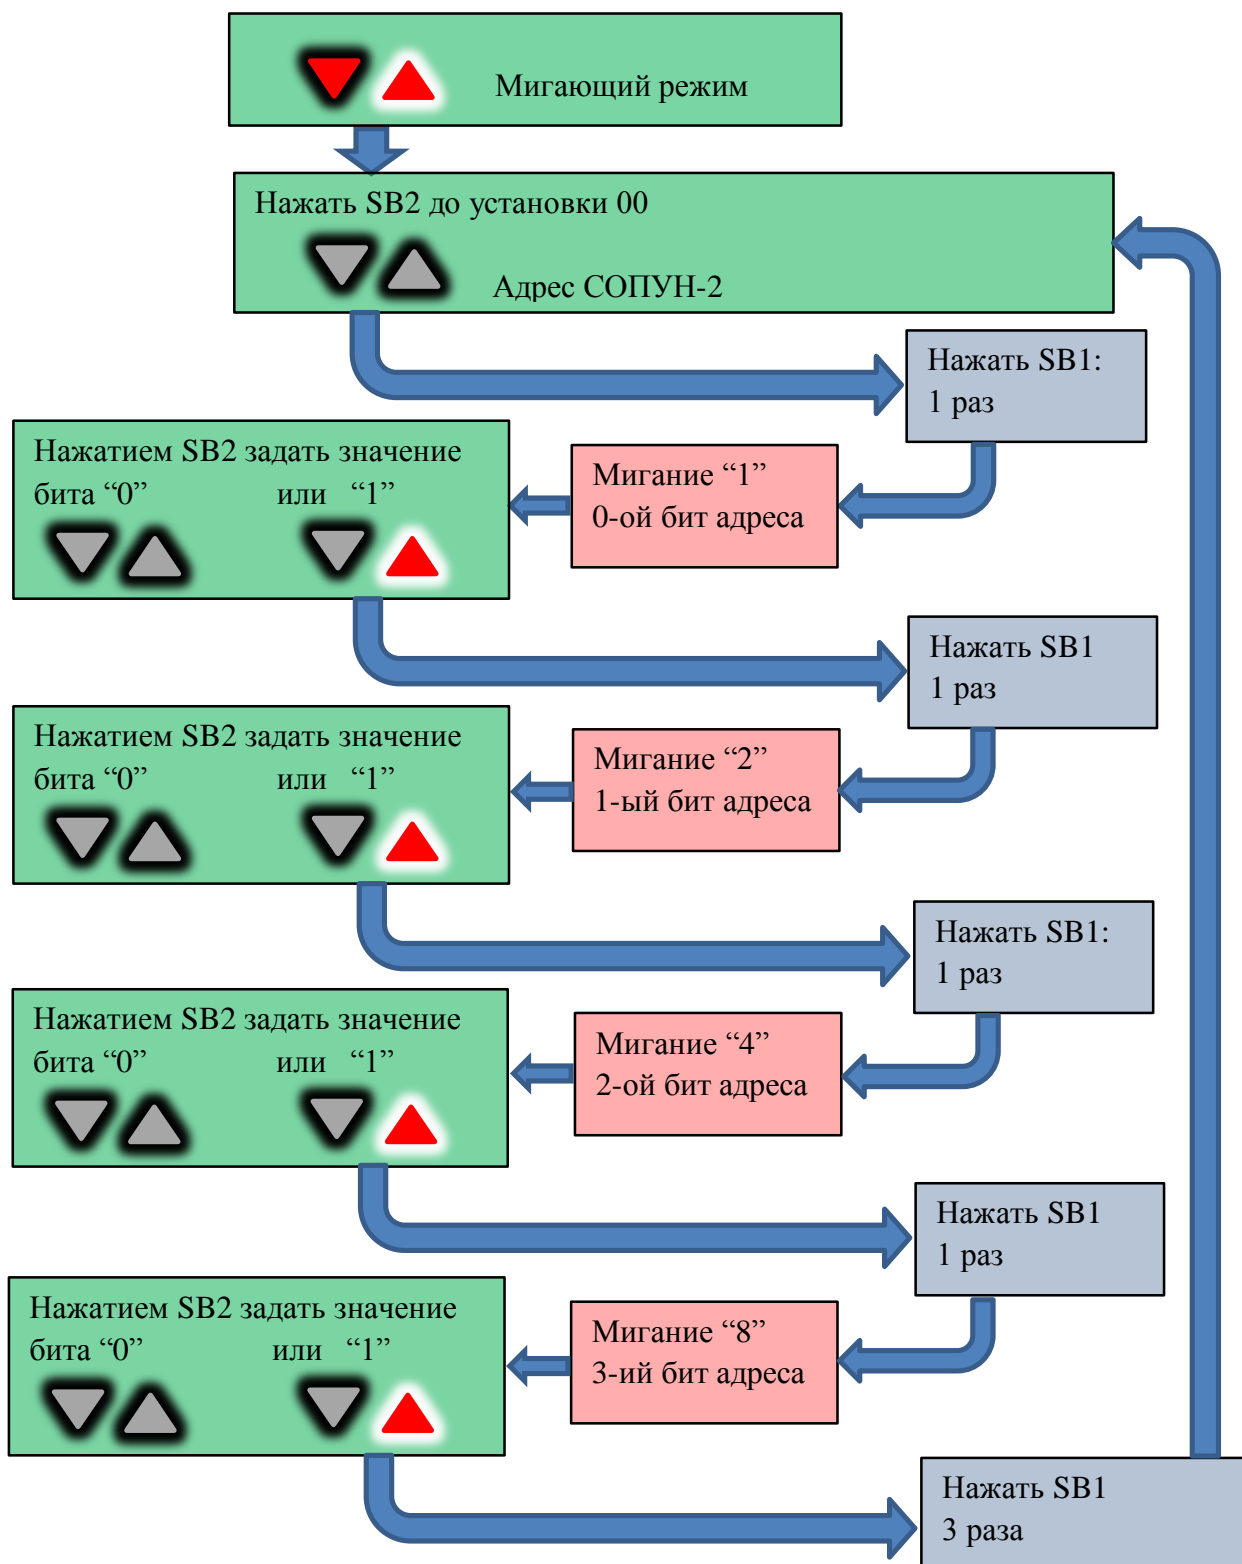 Мигающий режим
Нажать SB2 до установки 00
Адрес СОПУН-2
Нажать SB1:
1 раз
Мигание “1”
0-ой бит адреса
Нажатием SB2 задать значение
бита “0” или “1”
Нажать SB1
1 раз
Мигание “2”
1-ый бит адреса
Нажатием SB2 задать значение
бита “0” или “1”
Нажать SB1:
1 раз
Мигание “4”
2-ой бит адреса
Нажатием SB2 задать значение
бита “0” или “1”
Нажать SB1
1 раз
Мигание “8”
3-ий бит адреса
Нажатием SB2 задать значение
бита “0” или “1”
Нажать SB1
3 раза